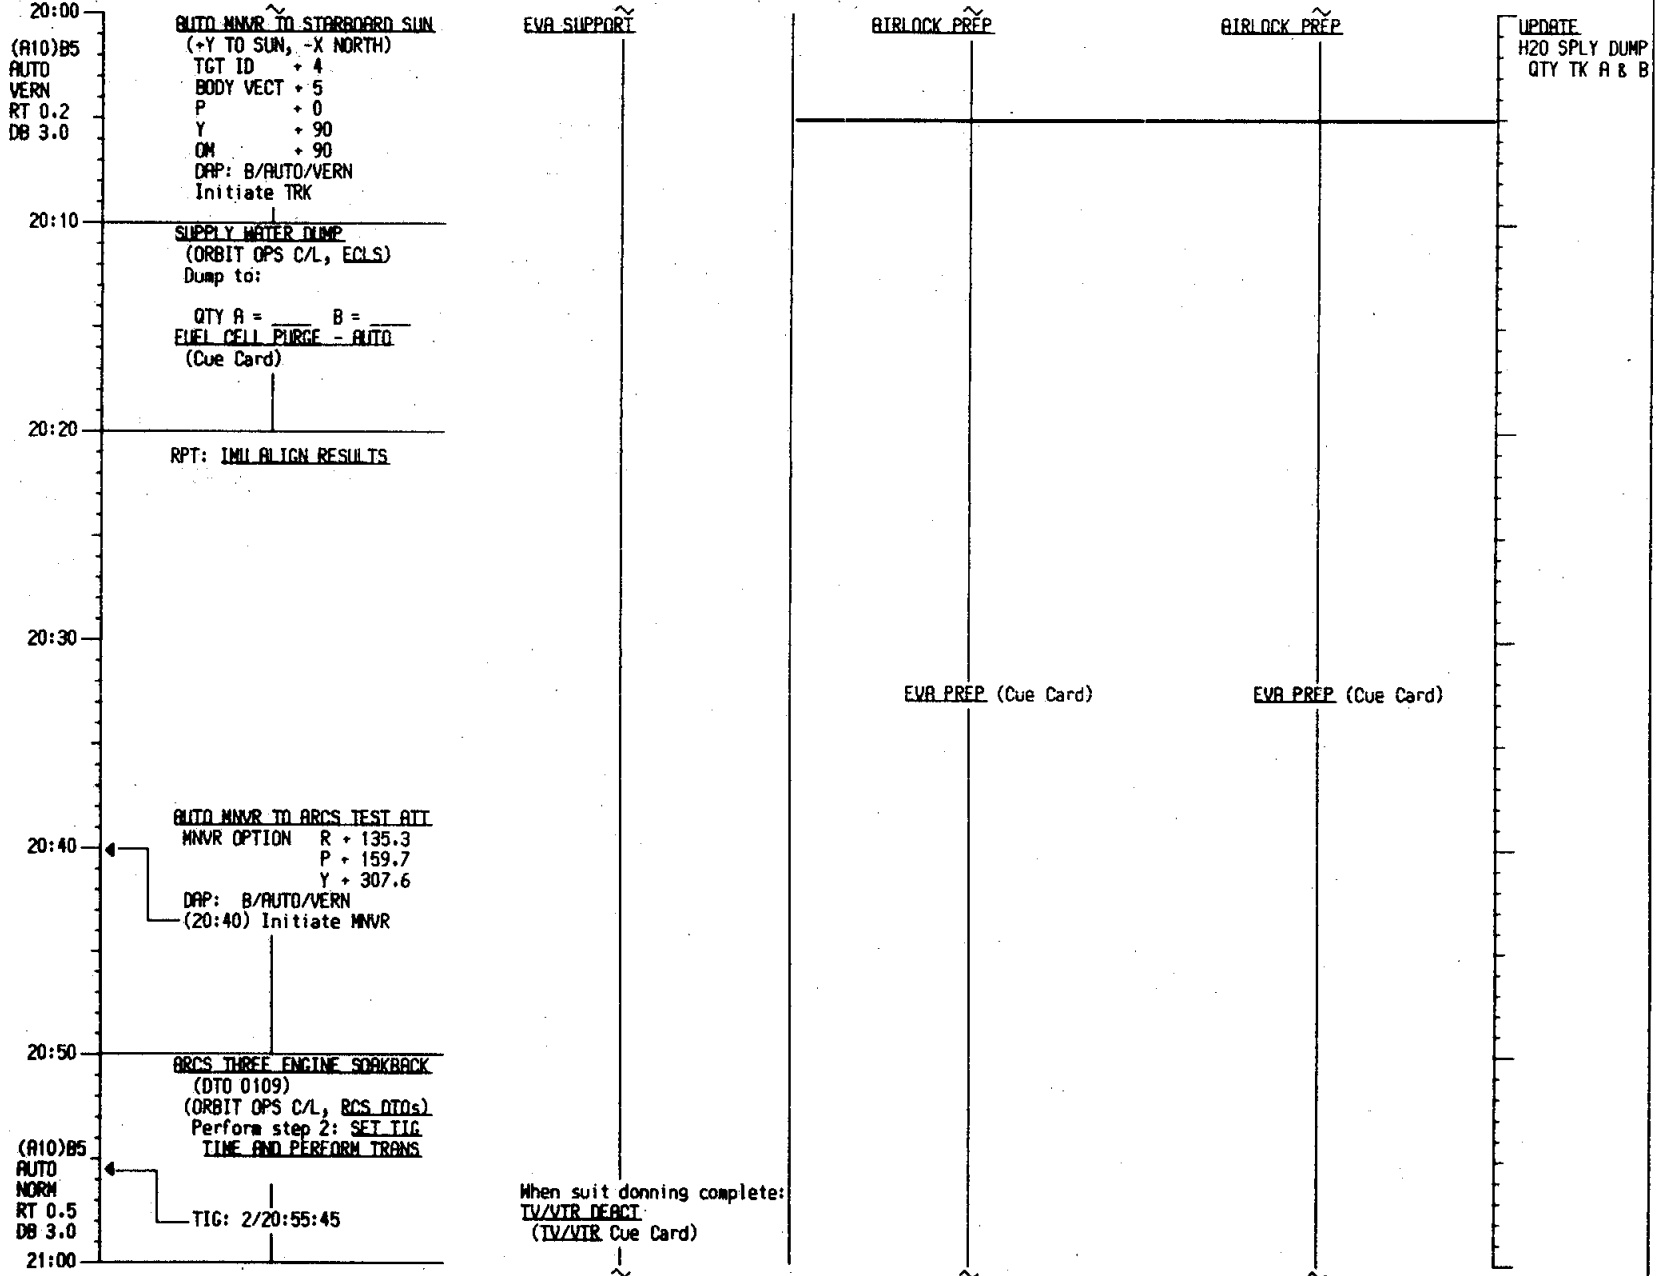 20:00
(A10)B5
AUTO
VERN
RT 0.2
DB 3.0
20:10
20:20
20:30
20:40
20:50
(A10)B5
AUTO
NORM
RT 0.5
DB 3.0
21:00
AUTO MNVR TO STARBOARD SUN
(+Y TO SUN, -X NORTH)
TGT ID + 4
BODY VECT + 5
P + 0
Y + 90
OM + 90
DAP: B/AUTO/VERN
Initiate TRK
SUPPLY WATER DUMP
(ORBIT OPS C/L, ECLS)
Dump to:
QTY A = ____ B = ____
FUEL CELL PURGE - AUTO
(Cue Card)
RPT: IMU ALIGN RESULTS
AUTO MNVR TO ARCS TEST ATT
MNVR OPTION R + 135.3
P + 159.7
Y + 307.6
DAP: B/AUTO/VERN
(20:40) Initiate MNVR
ARCS THREE ENGINE SOAKBACK
(DTO 0109)
(ORBIT OPS C/L, RCS DTOs)
Perform step 2: SET TIG
TIME AND PERFORM TRANS
TIG: 2/20:55:45
EVA SUPPORT
When suit donning complete:
TV/VTR DEACT
(TV/VTR Cue Card)
AIRLOCK PREP
EVA PREP (Cue Card)
AIRLOCK PREP
EVA PREP (Cue Card)
UPDATE
H2O SPLY DUMP
QTY TK A & B